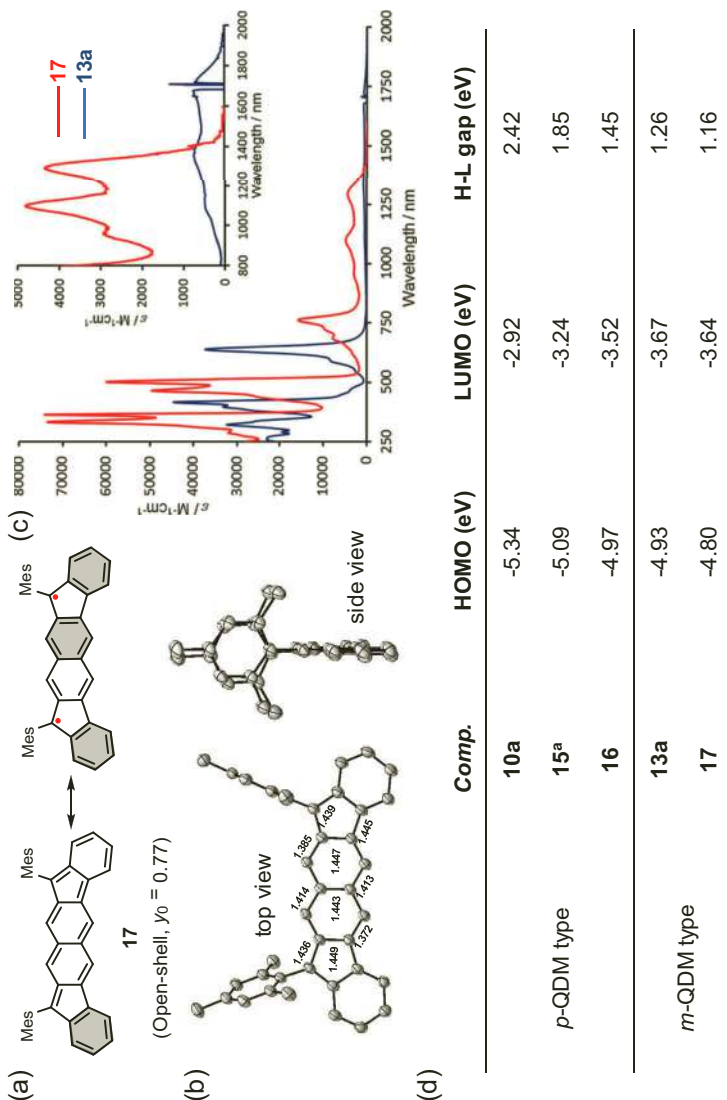 (a)
Mes
Mes
Mes
Mes
17
(Open-shell, y0 = 0.77)
(b)
top view
side view
1.436
1.449
1.372
1.414
1.443
1.413
1.385
1.447
1.439
1.445
(c)
ε / M-1cm-1
80000
70000
60000
50000
40000
30000
20000
10000
0
250
500
750
1000
1250
1500
1750
2000
Wavelength / nm
ε / M-1cm-1
5000
4000
3000
2000
1000
0
800
1000
1200
1400
1600
1800
2000
Wavelength / nm
17
13a
(d)
Comp. HOMO (eV) LUMO (eV) H-L gap (eV)
p-QDM type
10a -5.34 -2.92 2.42
15a -5.09 -3.24 1.85
16 -4.97 -3.52 1.45
m-QDM type
13a -4.93 -3.67 1.26
17 -4.80 -3.64 1.16